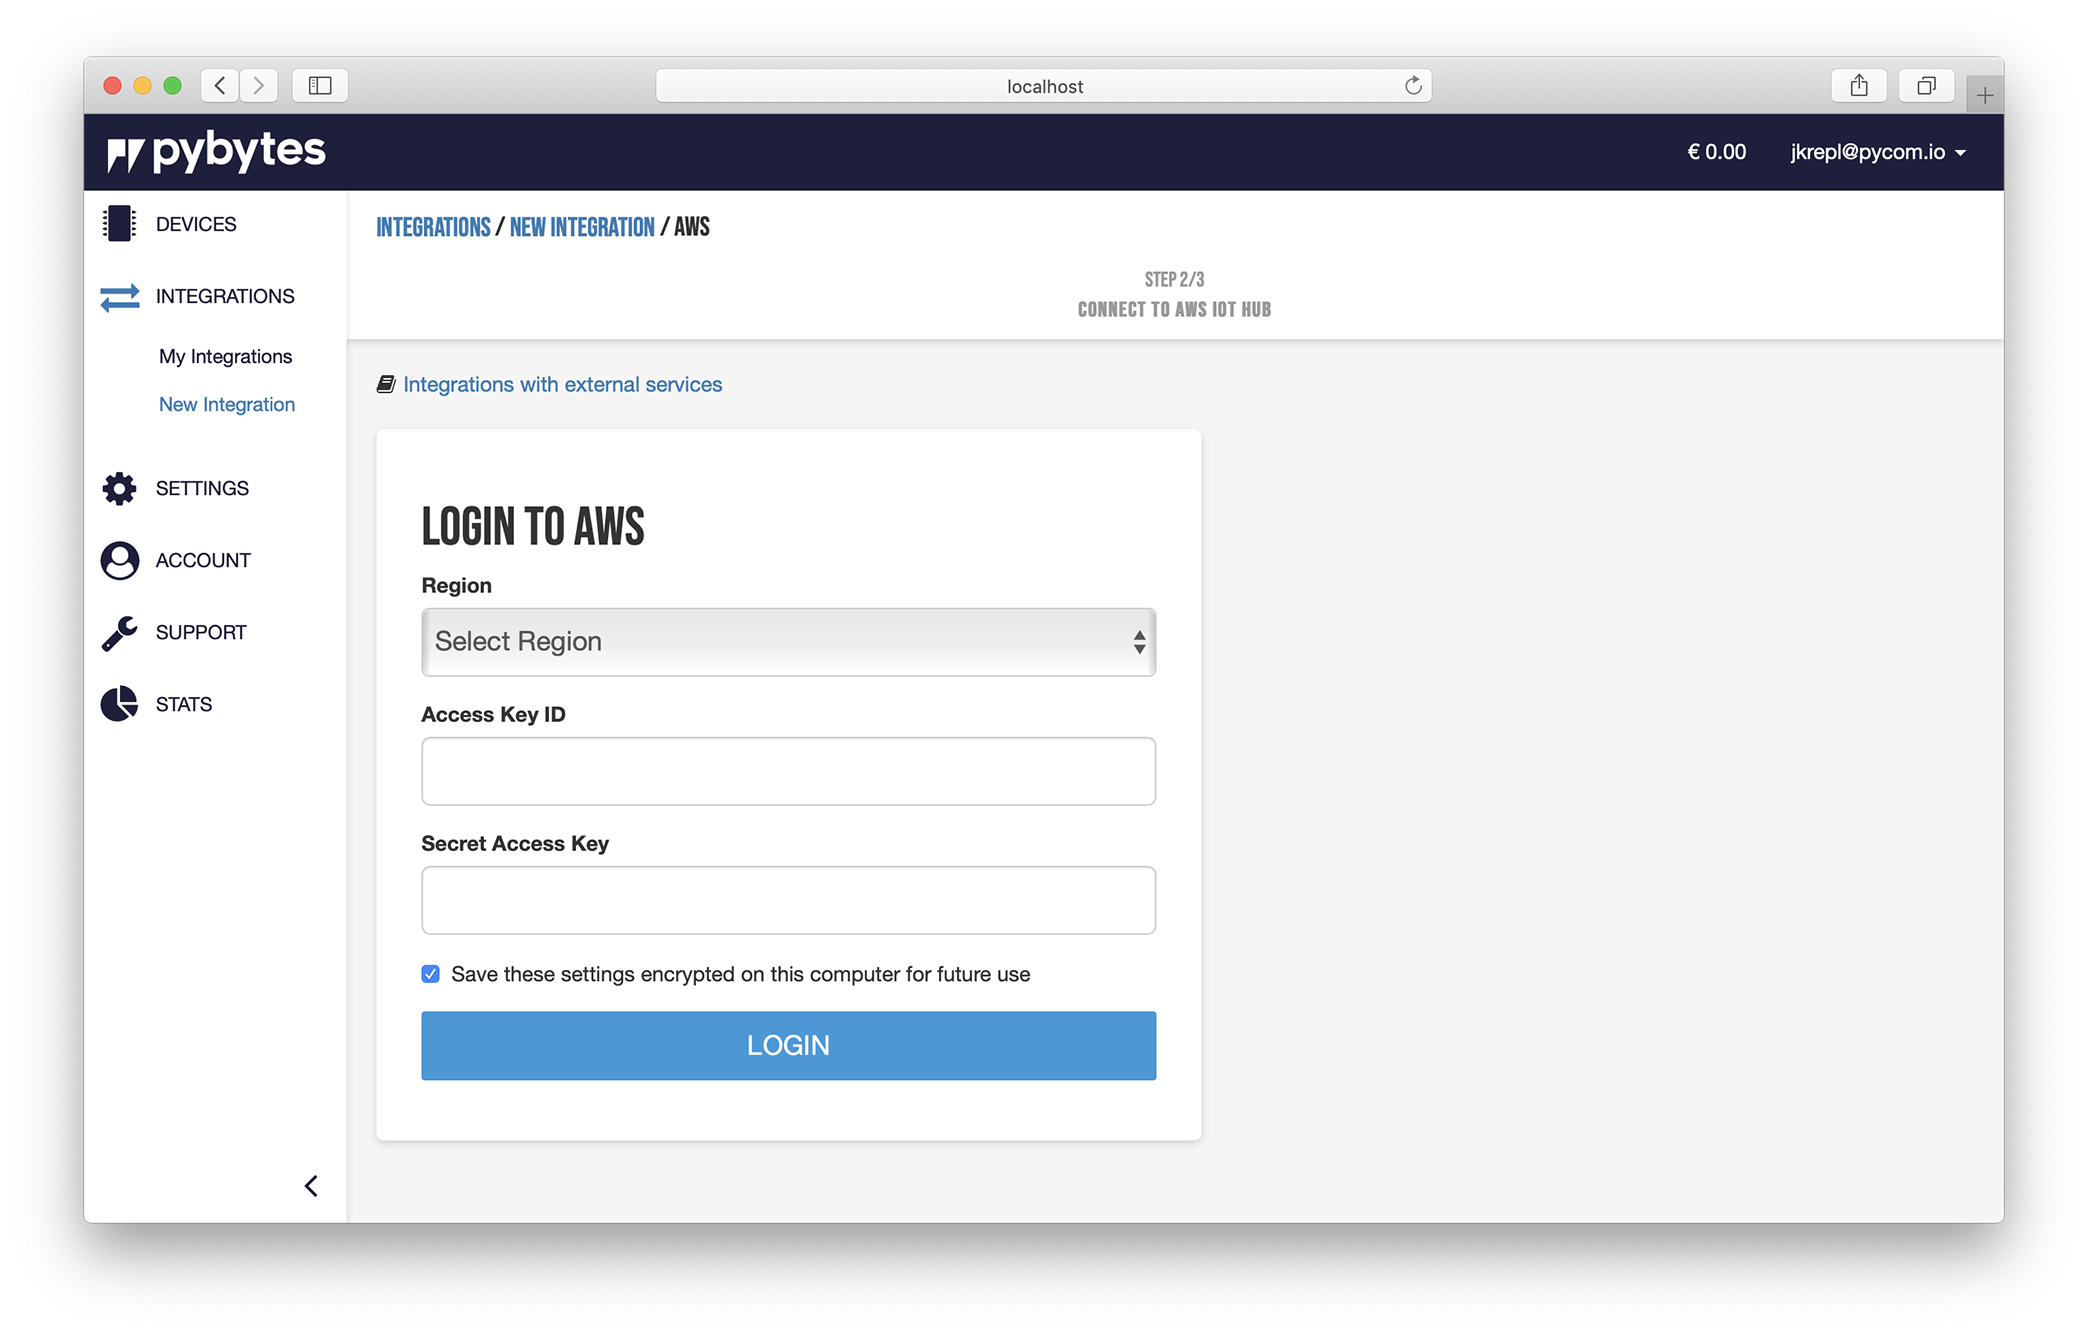 localhost
pybytes
€ 0.00
jkrepl@pycom.io
DEVICES
INTEGRATIONS
My Integrations
New Integration
SETTINGS
ACCOUNT
SUPPORT
STATS
INTEGRATIONS / NEW INTEGRATION / AWS
STEP 2/3
CONNECT TO AWS IOT HUB
Integrations with external services
LOGIN TO AWS
Region
Select Region
Access Key ID
Secret Access Key
Save these settings encrypted on this computer for future use
LOGIN